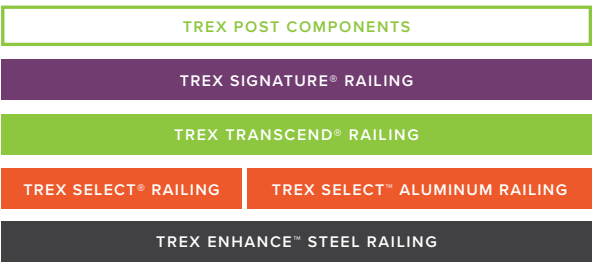 TREX POST COMPONENTS
TREX SIGNATURE® RAILING
TREX TRANSCEND® RAILING
TREX SELECT® RAILING
TREX SELECT™ ALUMINUM RAILING
TREX ENHANCE™ STEEL RAILING